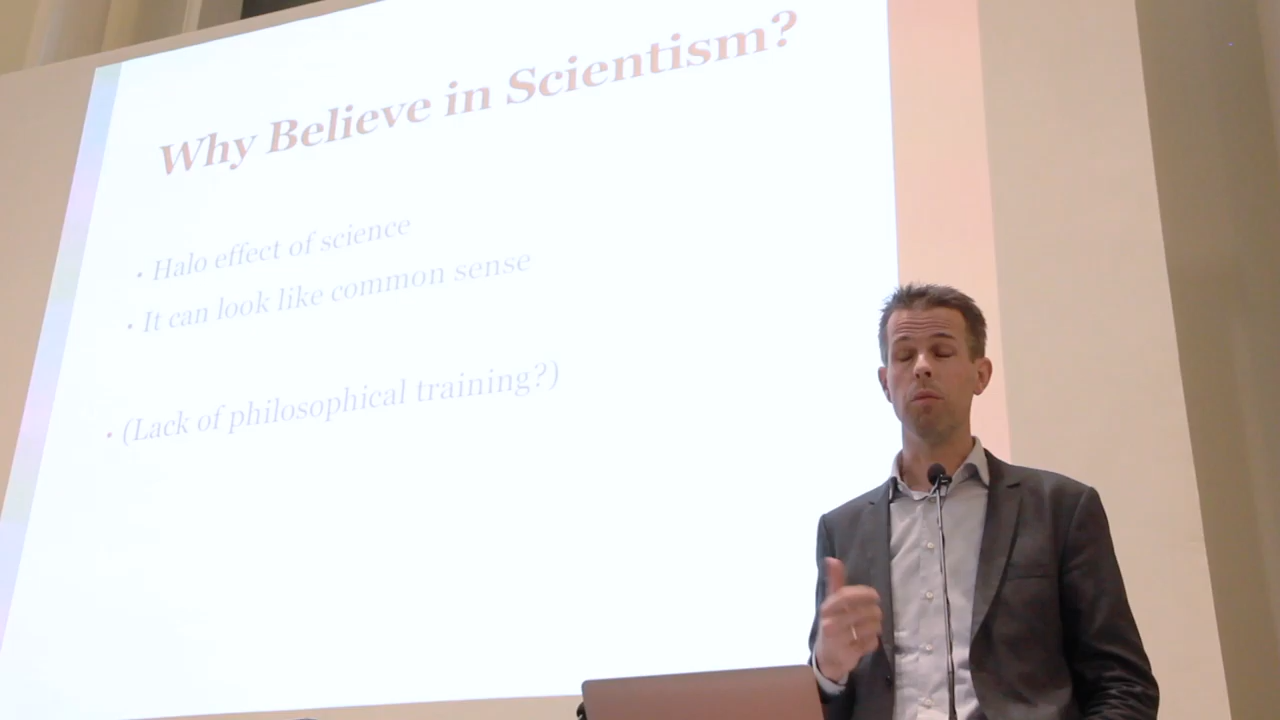 Why Believe in Scientism?
• Halo effect of science
• It can look like common sense
• (Lack of philosophical training?)